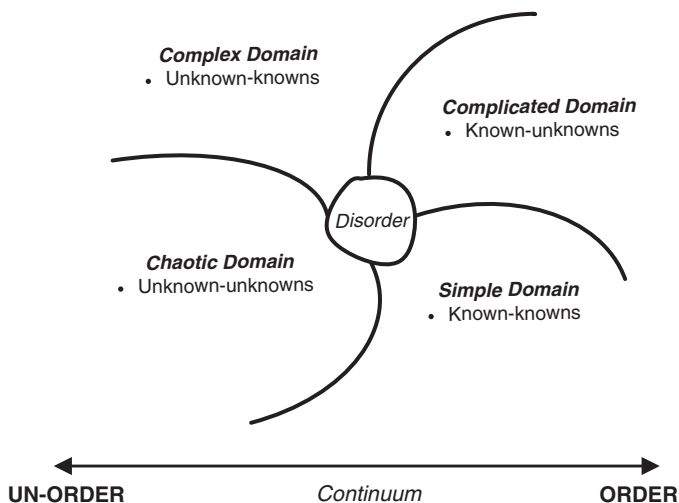 Complex Domain
• Unknown-knowns
Complicated Domain
• Known-unknowns
Disorder
Chaotic Domain
• Unknown-unknowns
Simple Domain
• Known-knowns
UN-ORDER Continuum ORDER